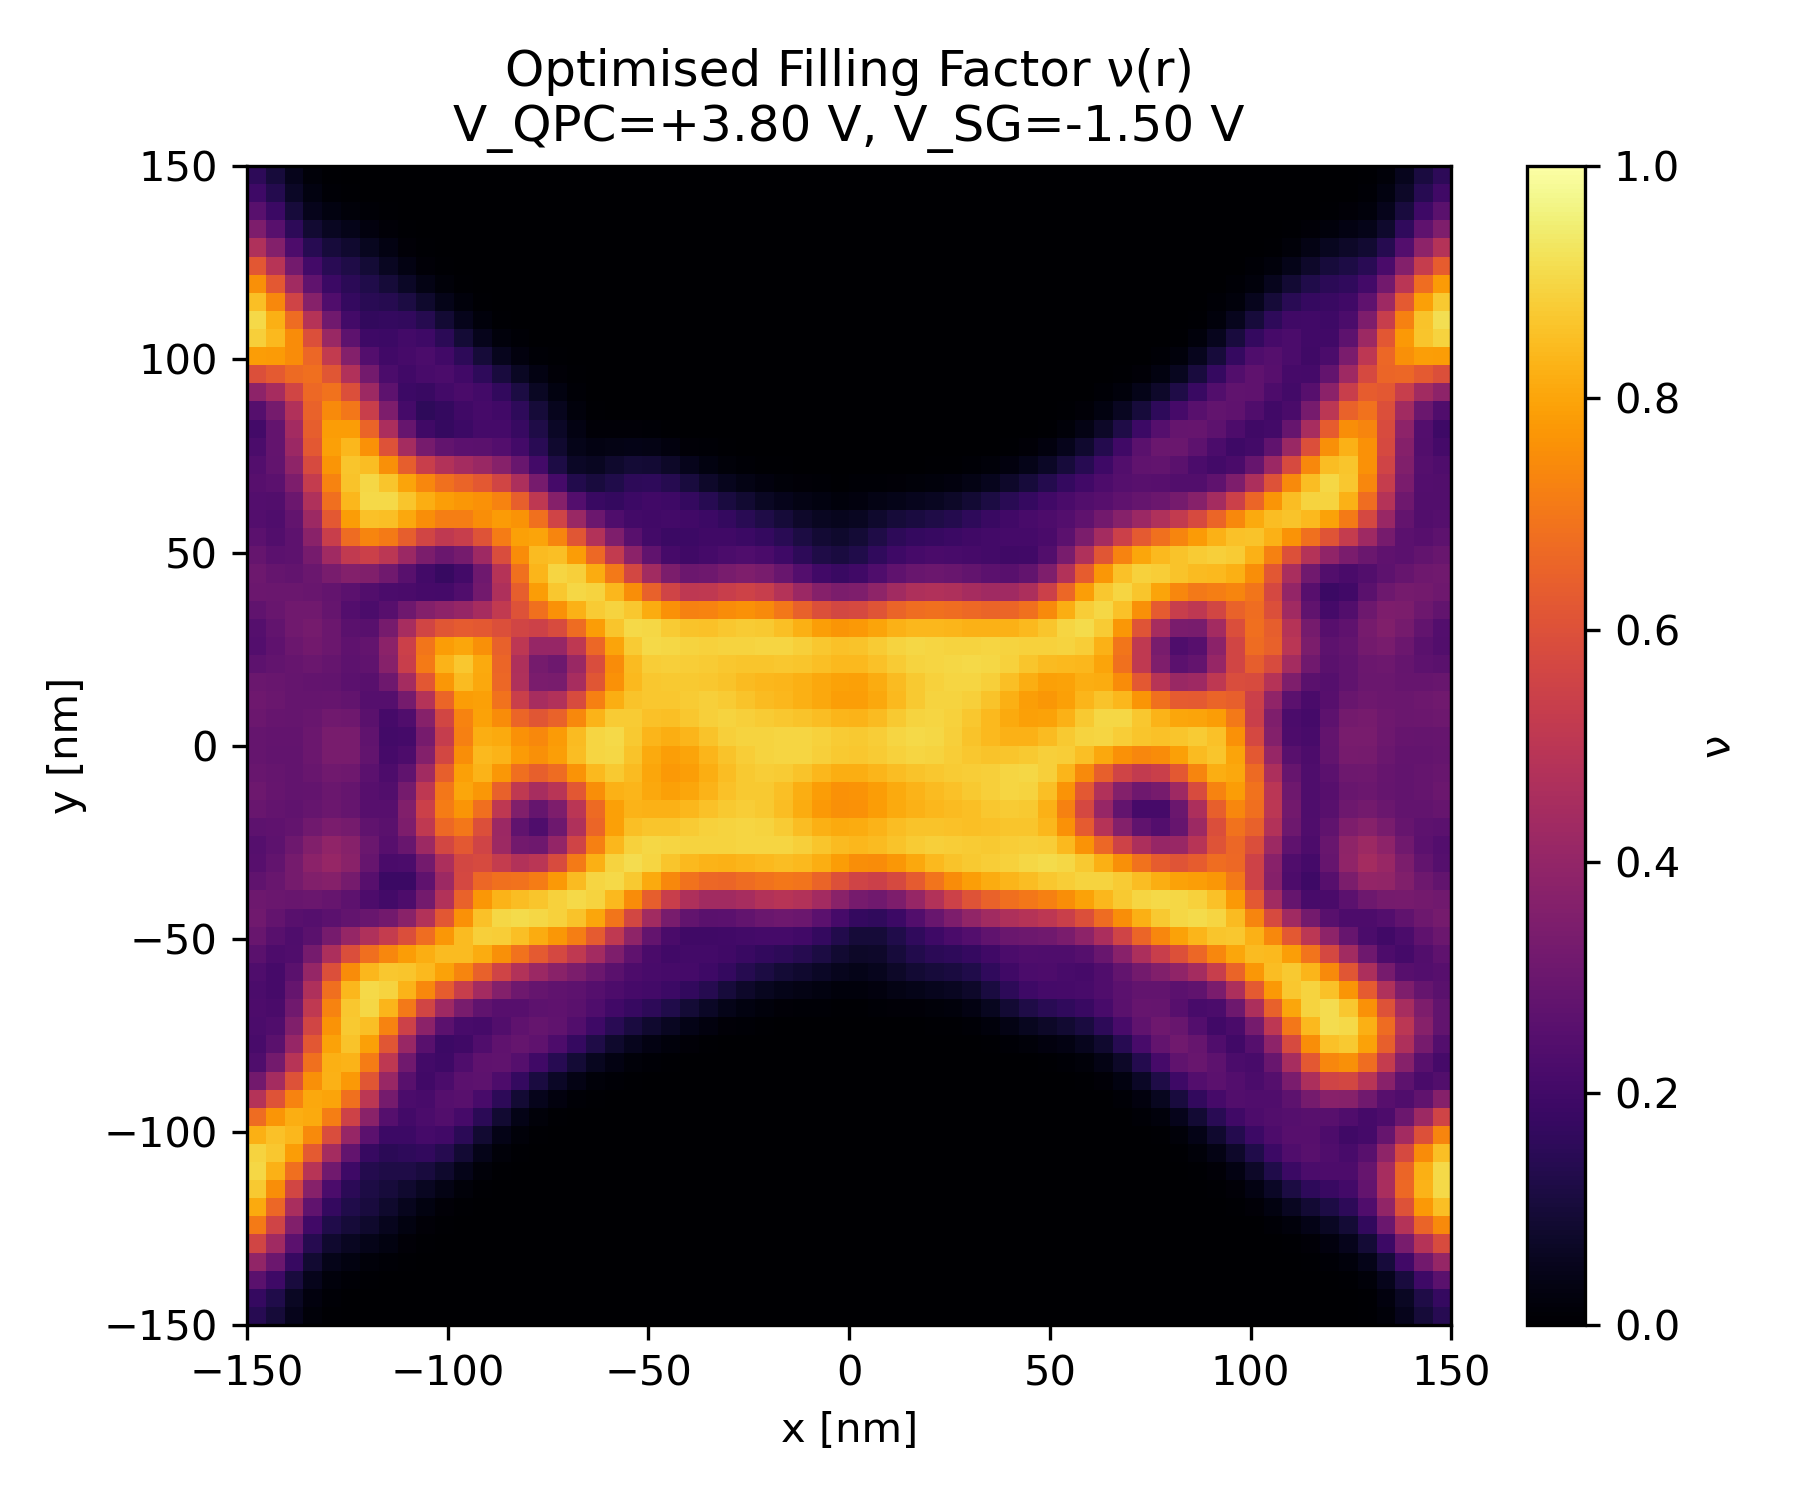 Optimised Filling Factor ν(r)
V_QPC=+3.80 V, V_SG=-1.50 V
150
100
50
0
−50
−100
−150
y [nm]
−150 −100 −50 0 50 100 150
x [nm]
1.0
0.8
0.6
0.4
0.2
0.0
ν